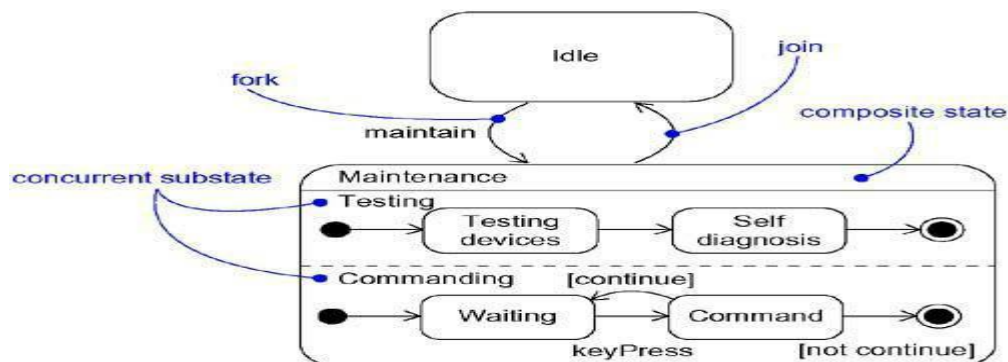 Idle
fork
join
maintain
composite state
concurrent substate
Maintenance
Testing
Testing
devices
Self
diagnosis
Commanding
[continue]
Waiting
Command
keyPress
[not continue]